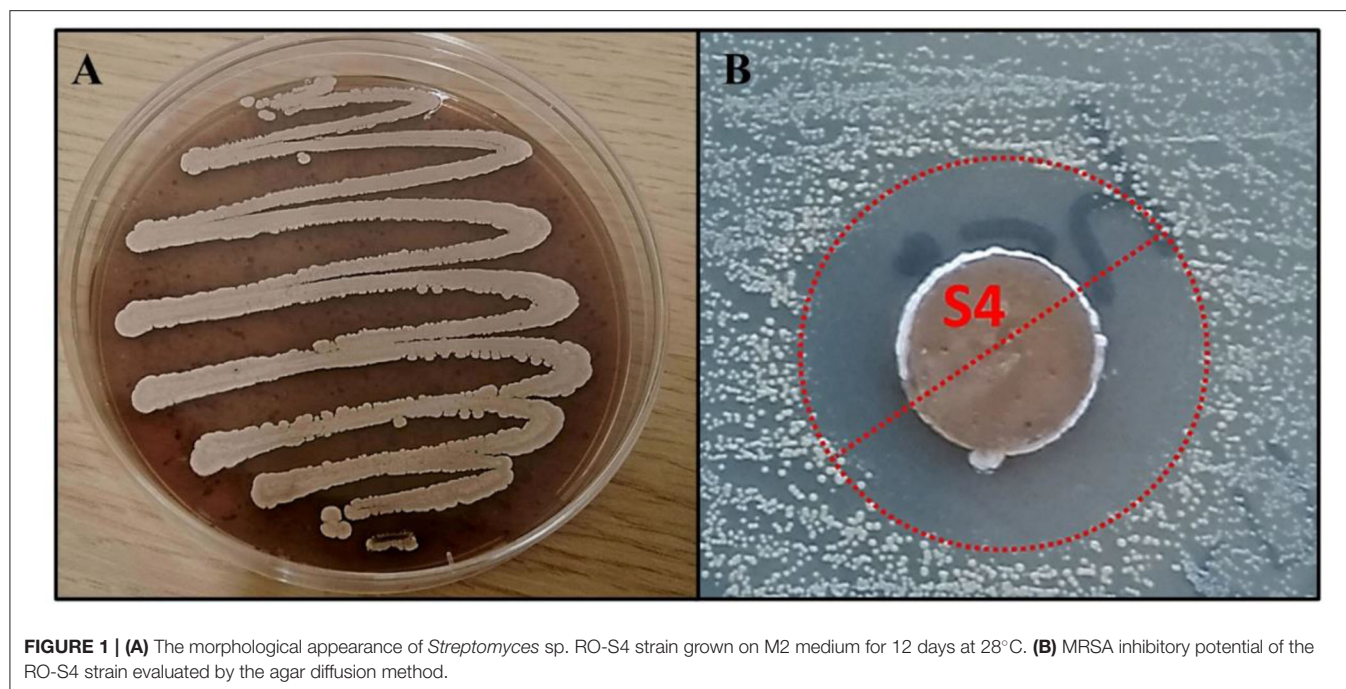 A
B
S4
FIGURE 1 | (A) The morphological appearance of Streptomyces sp. RO-S4 strain grown on M2 medium for 12 days at 28°C. (B) MRSA inhibitory potential of the
RO-S4 strain evaluated by the agar diffusion method.